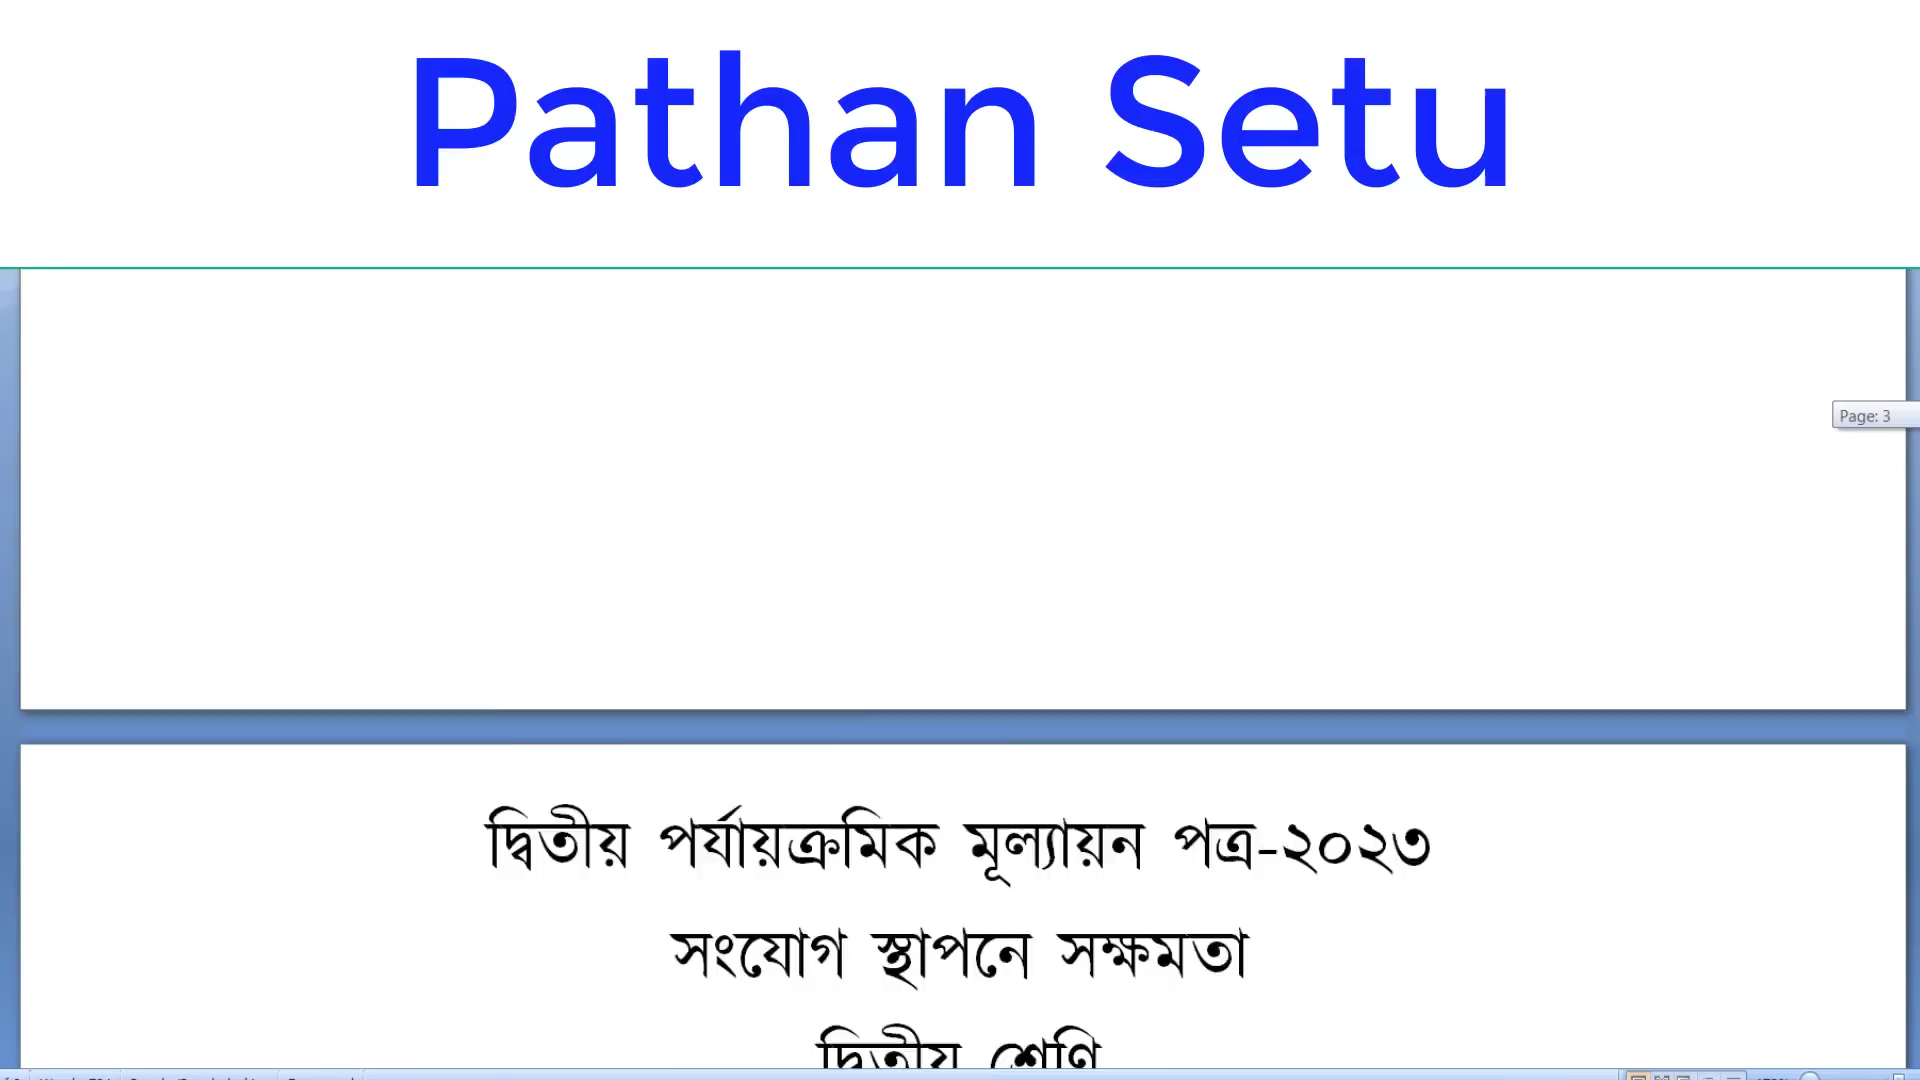 Pathan Setu
Page: 3
দ্বিতীয় পর্যায়ক্রমিক মূল্যায়ন পত্র-২০২৩
সংযোগ স্থাপনে সক্ষমতা
দ্বিতীয় শ্রেণি